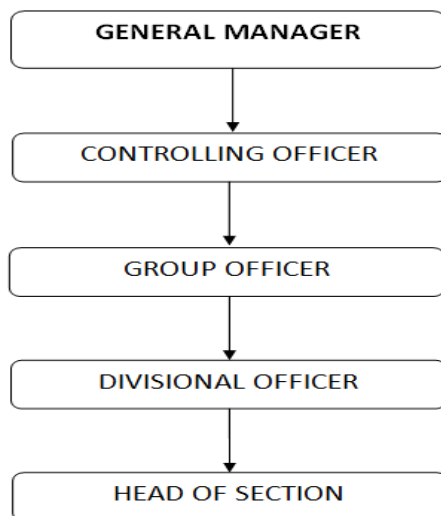 GENERAL MANAGER
CONTROLLING OFFICER
GROUP OFFICER
DIVISIONAL OFFICER
HEAD OF SECTION